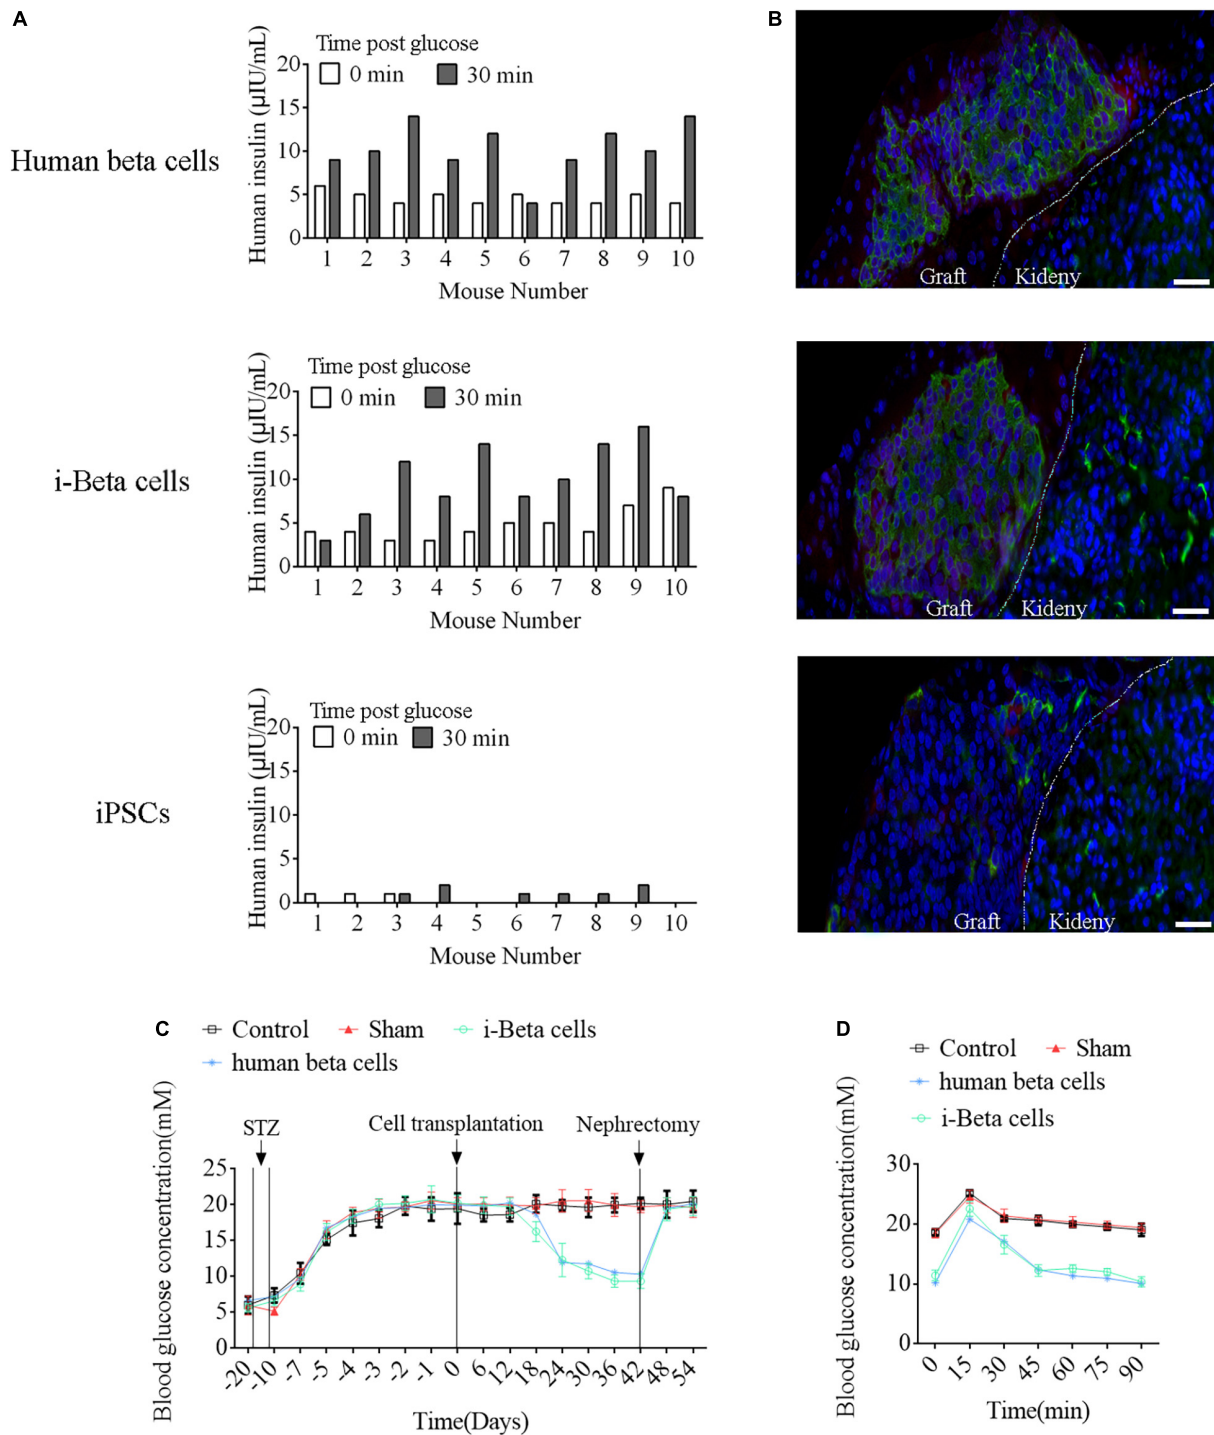 A
B
Time post glucose
0 min 30 min
Human insulin (µIU/mL)
20
15
10
5
0
1 2 3 4 5 6 7 8 9 10
Mouse Number
Human beta cells
Graft Kideny
Time post glucose
0 min 30 min
Human insulin (µIU/mL)
20
15
10
5
0
1 2 3 4 5 6 7 8 9 10
Mouse Number
i-Beta cells
Graft Kideny
Time post glucose
0 min 30 min
Human insulin (µIU/mL)
20
15
10
5
0
1 2 3 4 5 6 7 8 9 10
Mouse Number
iPSCs
Graft Kideny
C
Control Sham i-Beta cells
human beta cells
STZ Cell transplantation Nephrectomy
Blood glucose concentration(mM)
25
20
15
10
5
0
-20 -10 -7 -5 -4 -3 -2 -1 0 6 12 18 24 30 36 42 48 54
Time(Days)
D
Control Sham
human beta cells
i-Beta cells
Blood glucose concentration(mM)
30
20
10
0
0 15 30 45 60 75 90
Time(min)